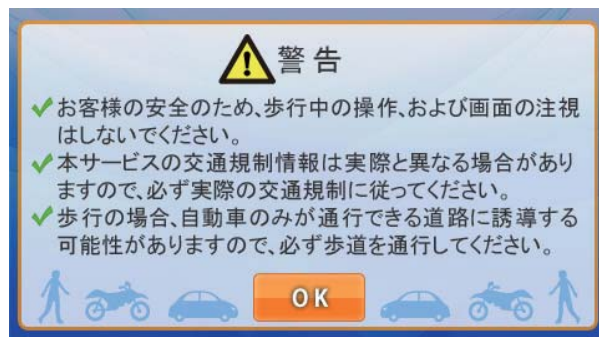 警告
お客様の安全のため、歩行中の操作、および画面の注視
はしないでください。
本サービスの交通規制情報は実際と異なる場合があり
ますので、必ず実際の交通規制に従ってください。
歩行の場合、自動車のみが通行できる道路に誘導する
可能性がありますので、必ず歩道を通行してください。
OK